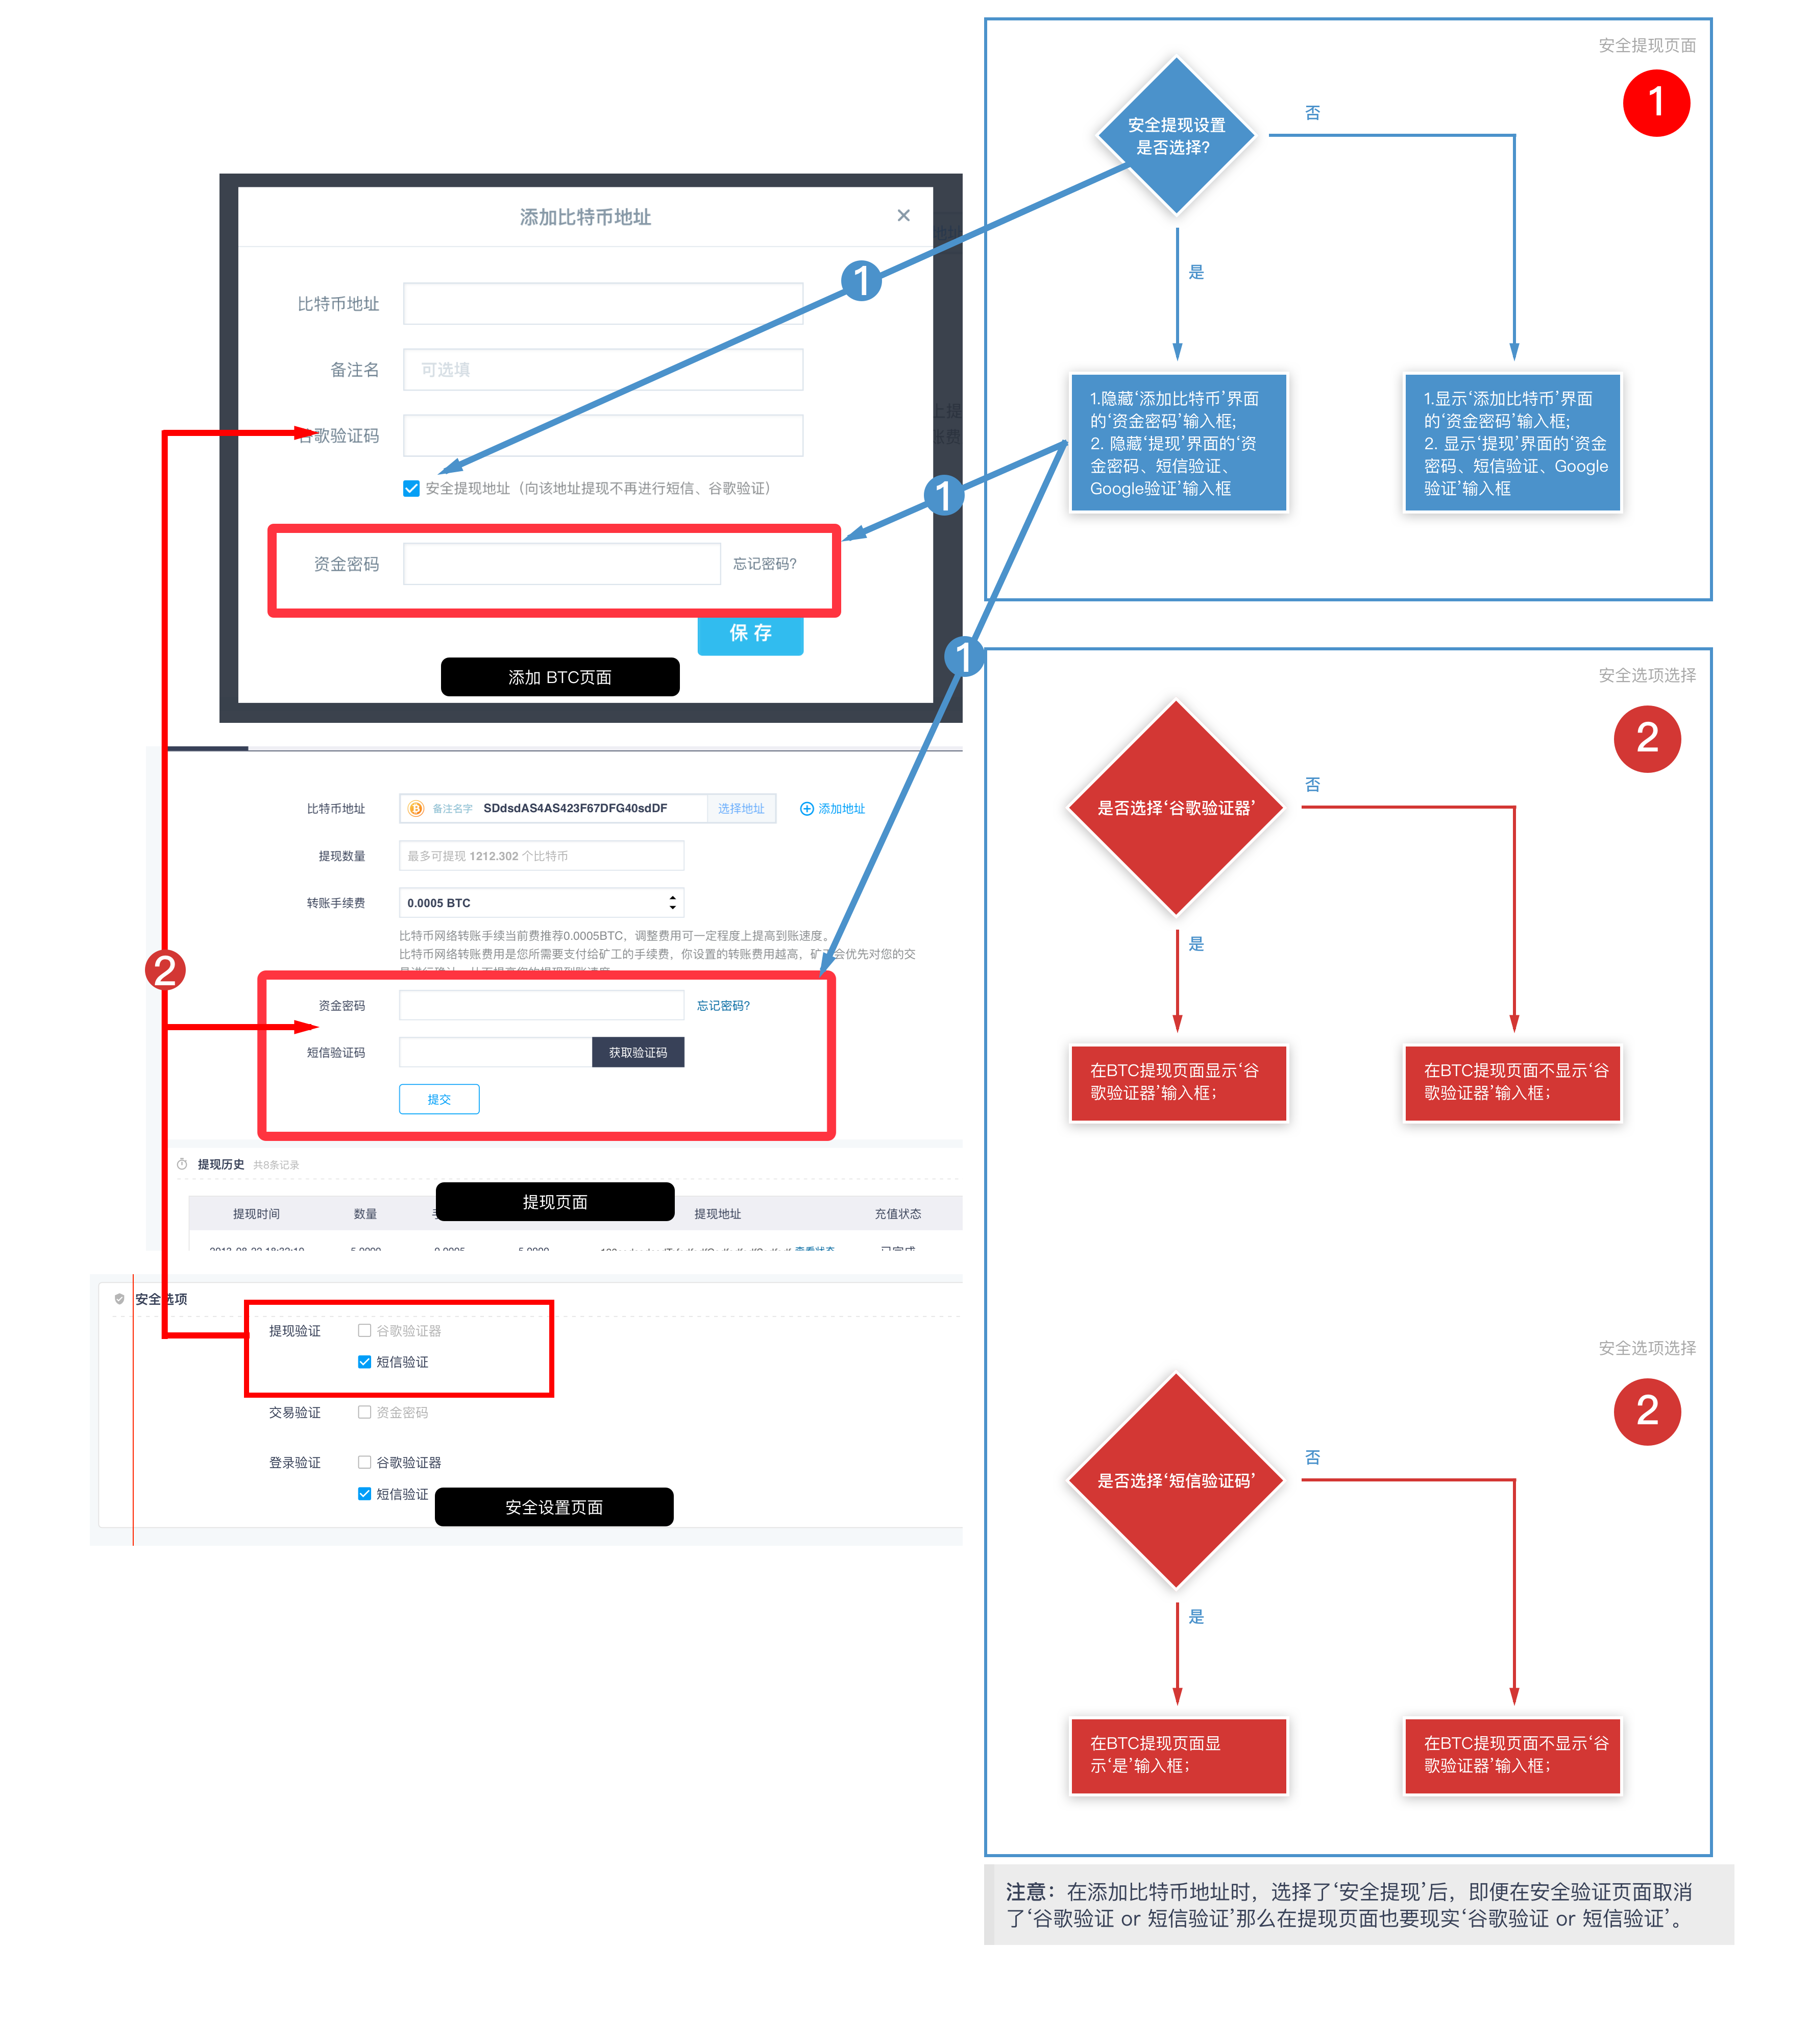 安全提现页面
1
安全提现设置
是否选择?
否
是
1.隐藏‘添加比特币’界面
的‘资金密码’输入框;
2. 隐藏‘提现’界面的‘资
金密码、短信验证、
Google验证’输入框
1.显示‘添加比特币’界面
的‘资金密码’输入框;
2. 显示‘提现’界面的‘资金
密码、短信验证、Google
验证’输入框
添加比特币地址
×
1
比特币地址
备注名
可选填
谷歌验证码
上提
账费
安全提现地址（向该地址提现不再进行短信、谷歌验证）
1
资金密码
忘记密码?
保 存
1
添加 BTC页面
安全选项选择
2
是否选择‘谷歌验证器’
否
是
在BTC提现页面显示‘谷
歌验证器’输入框；
在BTC提现页面不显示‘谷
歌验证器’输入框；
比特币地址
备注名字
SDdsdAS4AS423F67DFG40sdDF
选择地址
添加地址
提现数量
最多可提现 1212.302 个比特币
转账手续费
0.0005 BTC
比特币网络转账手续当前费推荐0.0005BTC，调整费用可一定程度上提高到账速度。
比特币网络转账费用是您所需要支付给矿工的手续费，你设置的转账费用越高，矿工会优先对您的交
2
资金密码
忘记密码?
短信验证码
获取验证码
提交
提现历史
共8条记录
提现页面
提现时间
数量
提现地址
充值状态
安全选项
提现验证
谷歌验证器
短信验证
交易验证
资金密码
登录验证
谷歌验证器
短信验证
安全设置页面
安全选项选择
2
是否选择‘短信验证码’
否
是
在BTC提现页面显
示‘是’输入框；
在BTC提现页面不显示‘谷
歌验证器’输入框；
注意：在添加比特币地址时，选择了‘安全提现’后，即便在安全验证页面取消
了‘谷歌验证 or 短信验证’那么在提现页面也要现实‘谷歌验证 or 短信验证’。